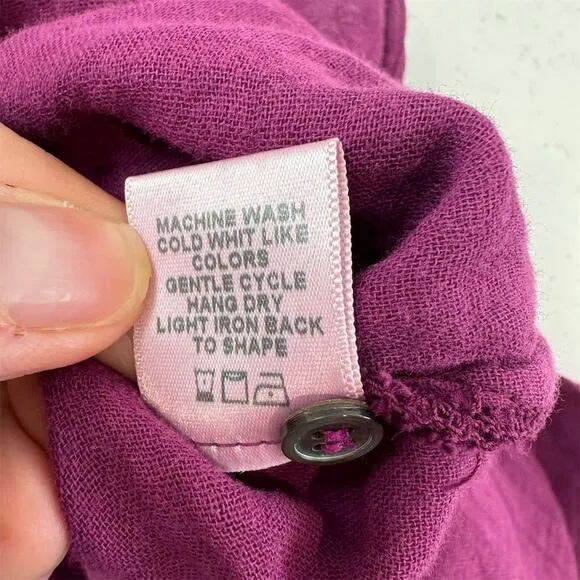 MACHINE WASH
COLD WHIT LIKE
COLORS
GENTLE CYCLE
HANG DRY
LIGHT IRON BACK
TO SHAPE